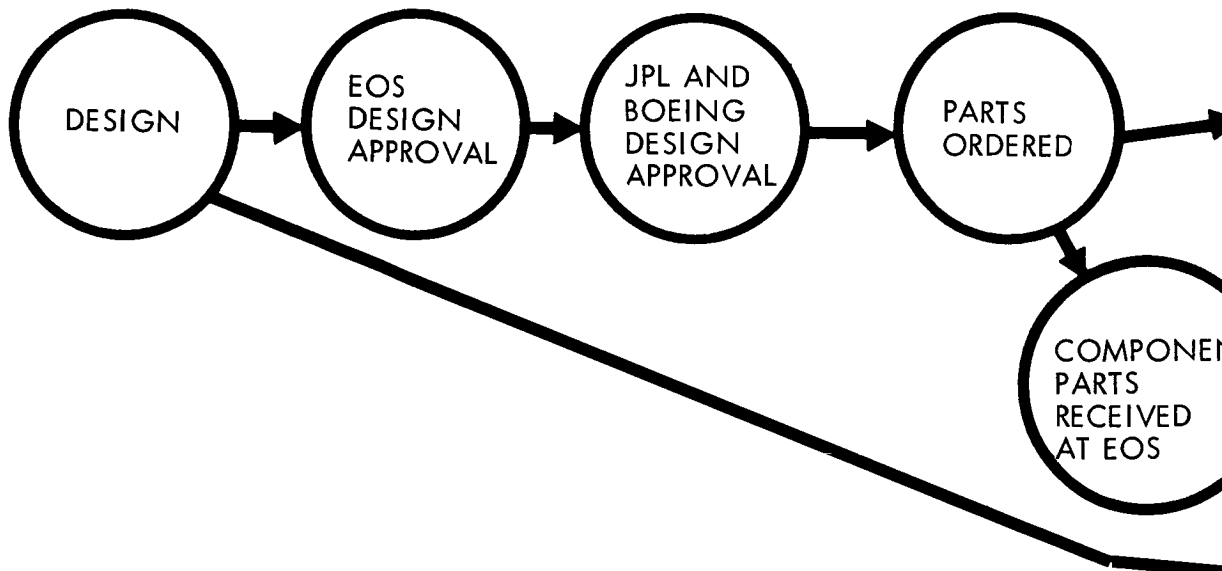 DESIGN
EOS
DESIGN
APPROVAL
JPL AND
BOEING
DESIGN
APPROVAL
PARTS
ORDERED
COMPONEN
PARTS
RECEIVED
AT EOS